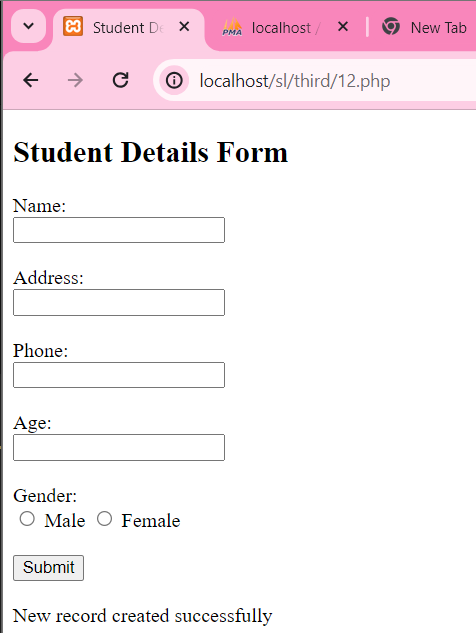 Student De
localhost /
New Tab
localhost/sl/third/12.php
Student Details Form
Name:
Address:
Phone:
Age:
Gender:
Male Female
Submit
New record created successfully